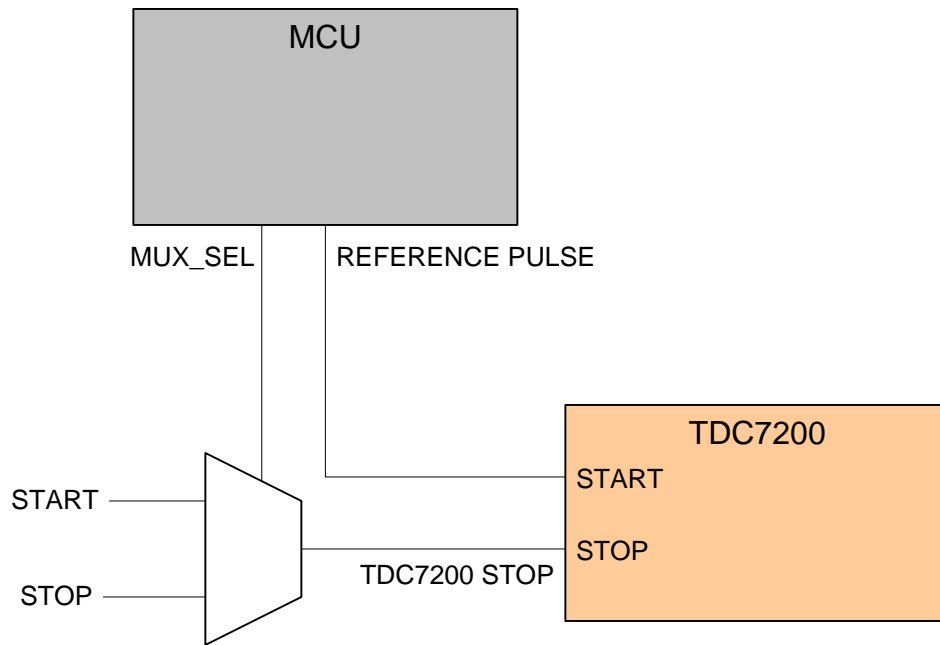 MCU
MUX_SEL
REFERENCE PULSE
TDC7200
START
START
STOP
TDC7200 STOP
STOP